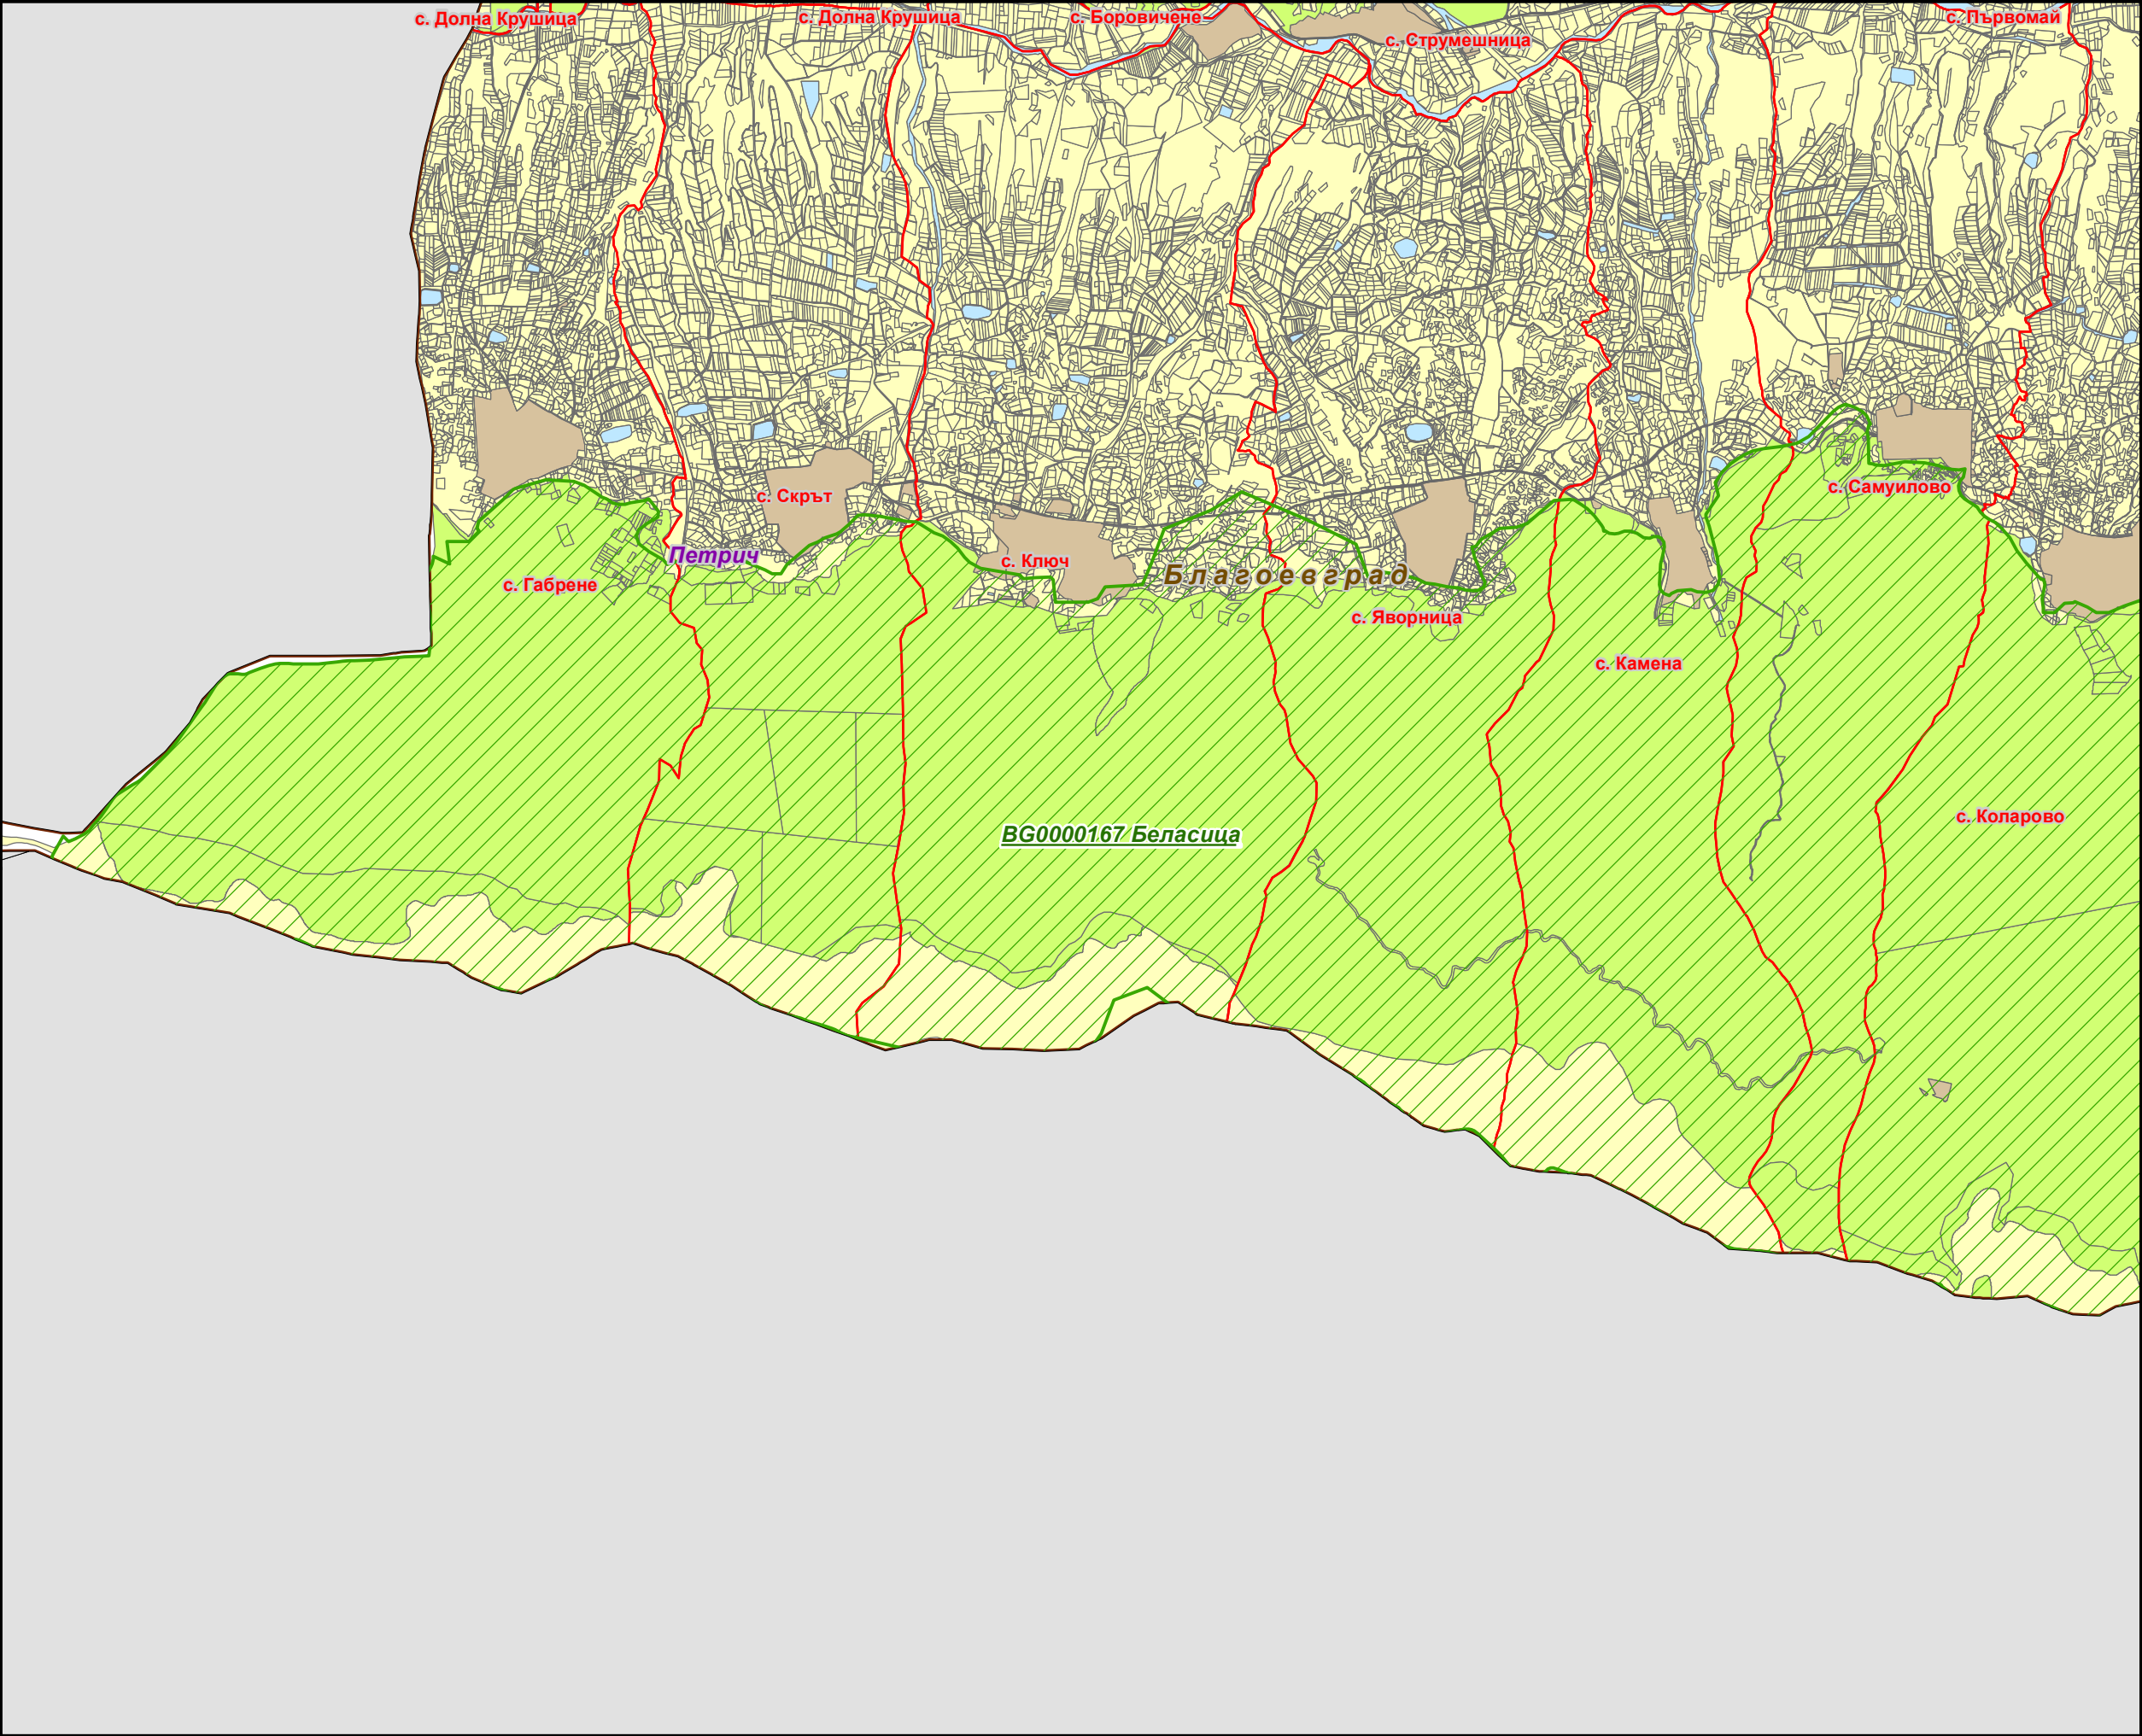 с. Долна Крушица
с. Долна Крушица
с. Боровичене
с. Първомай
с. Струмешница
с. Самуилово
с. Скрът
Петрич
с. Ключ
Благоевград
с. Габрене
с. Яворница
с. Камена
с. Коларово
BG0000167 Беласица